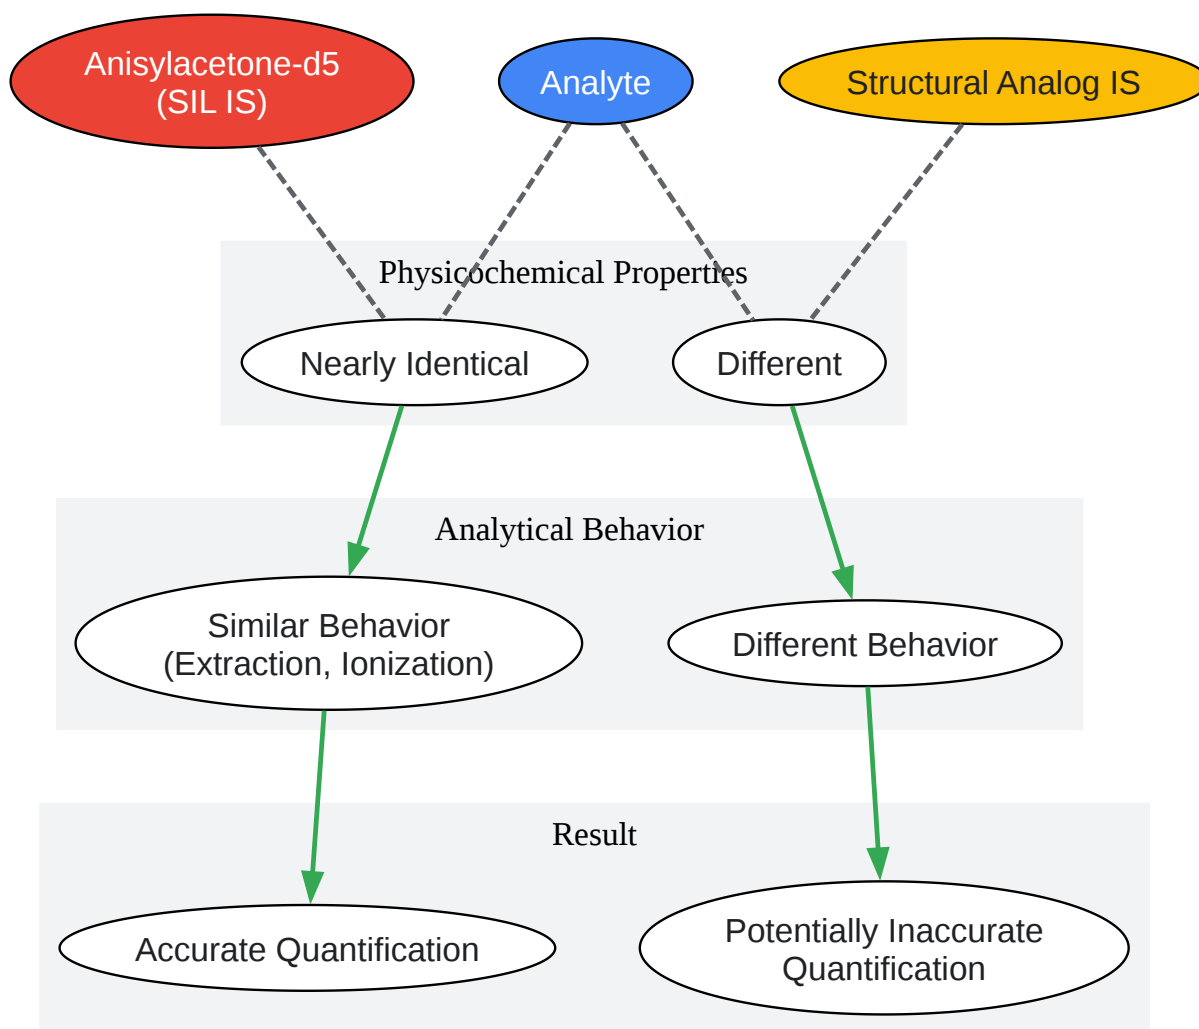 Anisylacetone-d5
(SIL IS)
Analyte
Structural Analog IS
Physicochemical Properties
Nearly Identical
Different
Analytical Behavior
Similar Behavior
(Extraction, Ionization)
Different Behavior
Result
Accurate Quantification
Potentially Inaccurate
Quantification